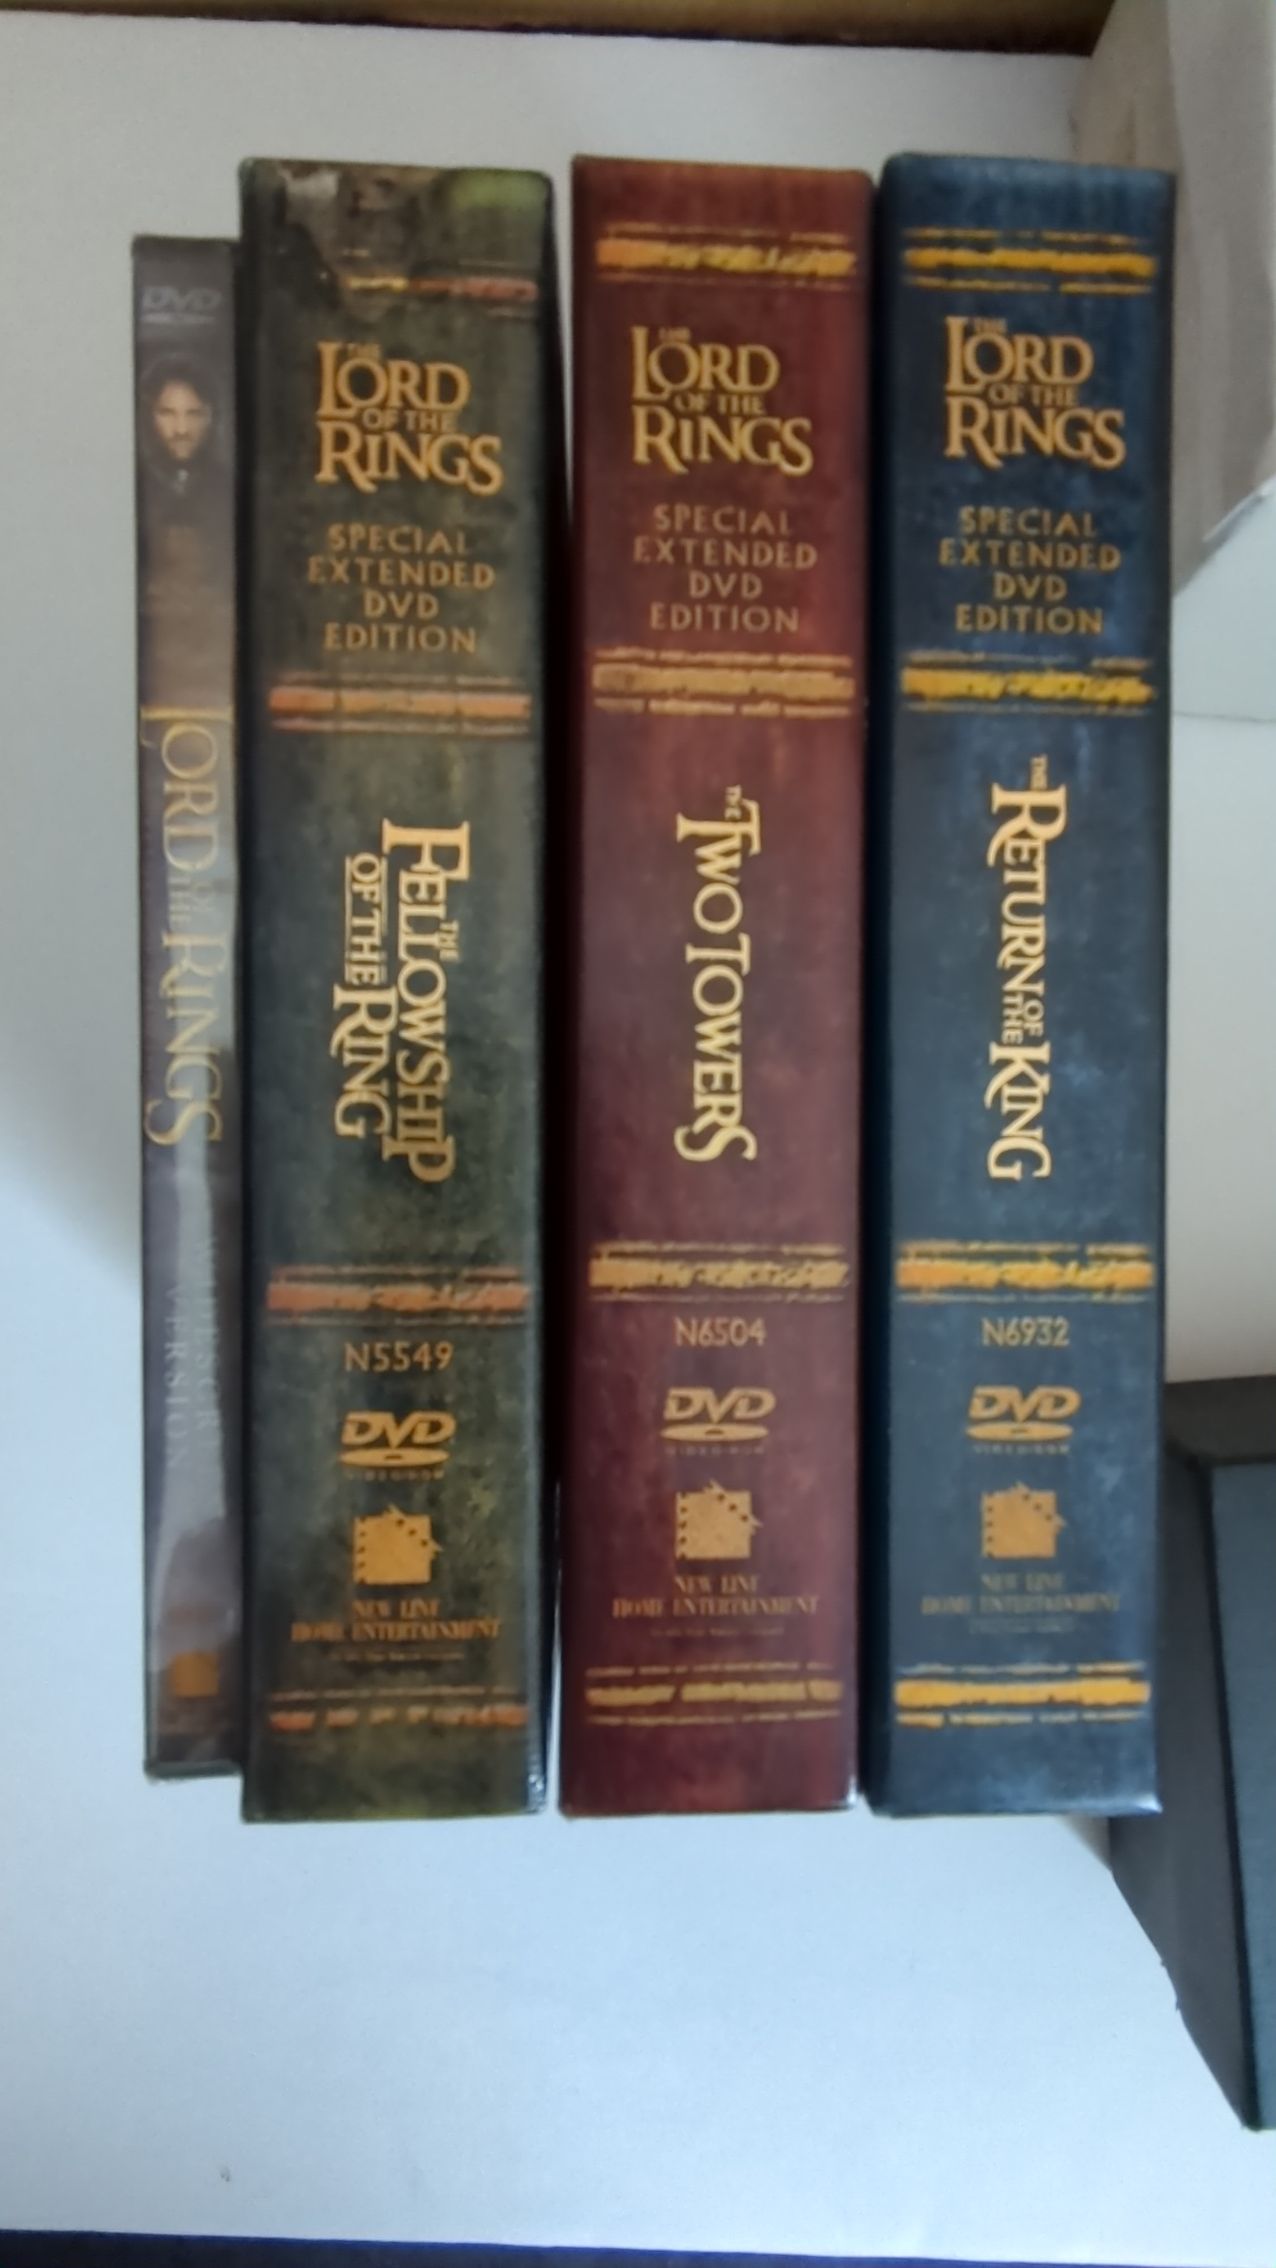 DVD
LORD OF THE RINGS
WIDESCREEN
VERSION
THE
LORD
OF THE
RINGS
SPECIAL
EXTENDED
DVD
EDITION
THE
FELLOWSHIP
OF THE RING
N5549
DVD
NEW LINE
HOME ENTERTAINMENT
THE
LORD
OF THE
RINGS
SPECIAL
EXTENDED
DVD
EDITION
THE TWO TOWERS
N6504
DVD
NEW LINE
HOME ENTERTAINMENT
THE
LORD
OF THE
RINGS
SPECIAL
EXTENDED
DVD
EDITION
THE RETURN OF THE KING
N6932
DVD
NEW LINE
HOME ENTERTAINMENT